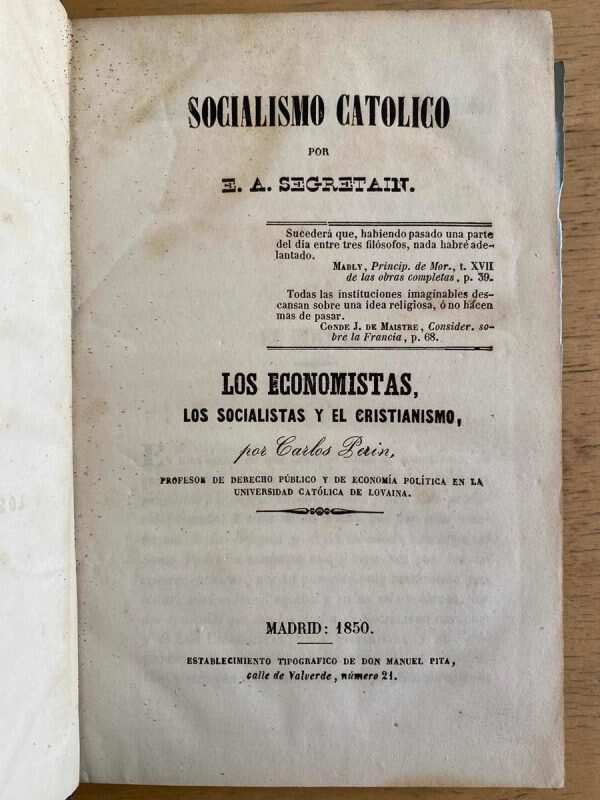 SOCIALISMO CATOLICO
POR
E. A. SEGRETAIN.
Sucederá que, habiendo pasado una parte
del día entre tres filósofos, nada habré ade-
lantado.
MABLY, Princip. de Mor., t. XVII
de las obras completas, p. 39.
Todas las instituciones imaginables des-
cansan sobre una idea religiosa, ó no hacen
mas de pasar.
CONDE J. DE MAISTRE, Consider. so-
bre la Francia, p. 68.
LOS ECONOMISTAS,
LOS SOCIALISTAS Y EL CRISTIANISMO,
por Carlos Perin,
PROFESOR DE DERECHO PÚBLICO Y DE ECONOMÍA POLÍTICA EN LA
UNIVERSIDAD CATÓLICA DE LOVAINA.
MADRID: 1850.
ESTABLECIMIENTO TIPOGRAFICO DE DON MANUEL PITA,
calle de Valverde, número 21.